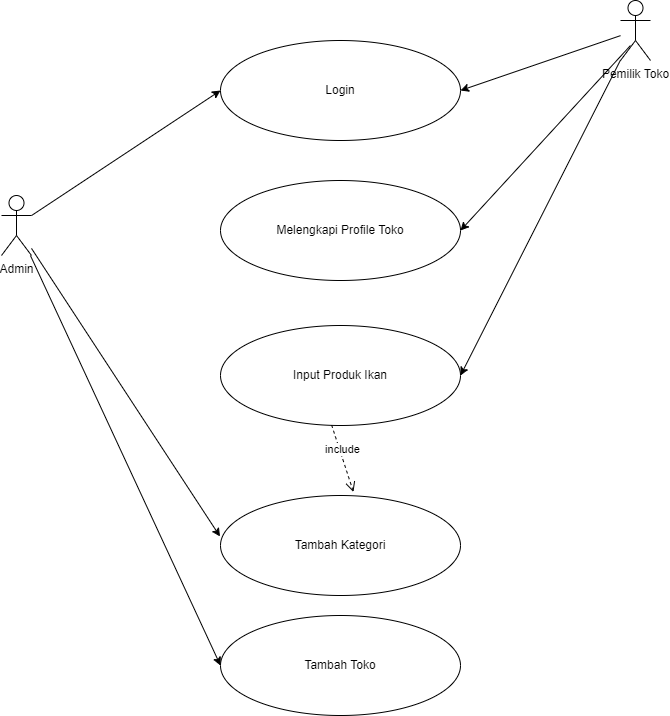 Pemilik Toko
Login
Melengkapi Profile Toko
Admin
Input Produk Ikan
include
Tambah Kategori
Tambah Toko